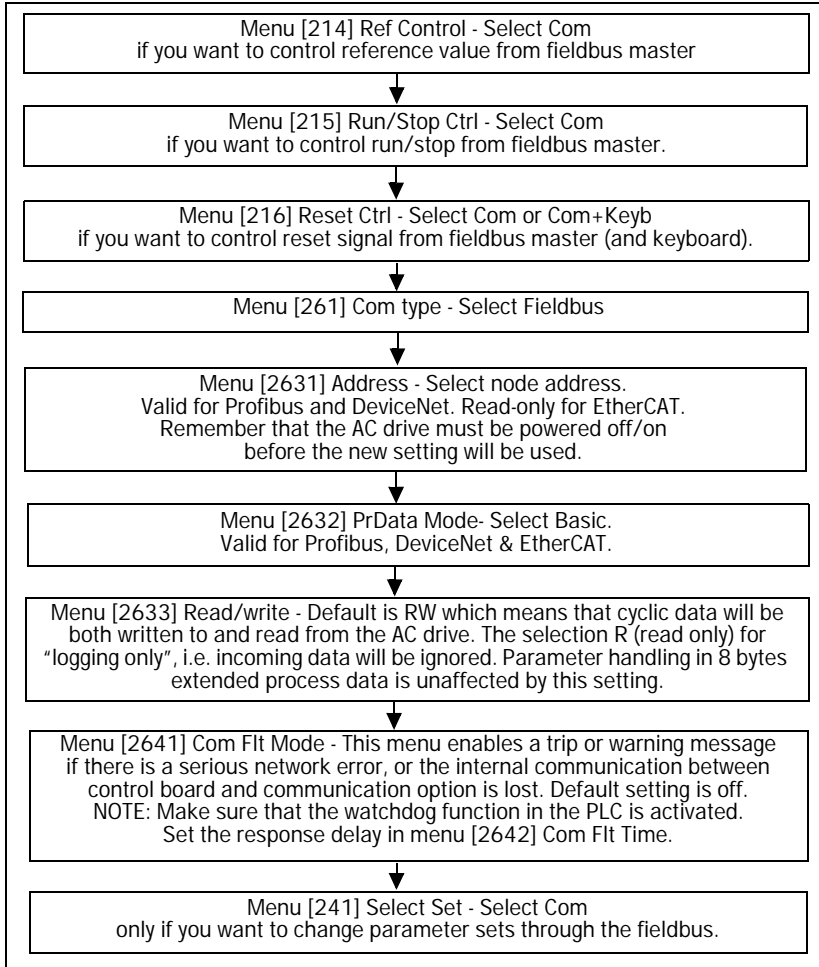 Menu [214] Ref Control - Select Com
if you want to control reference value from fieldbus master
Menu [215] Run/Stop Ctrl - Select Com
if you want to control run/stop from fieldbus master.
Menu [216] Reset Ctrl - Select Com or Com+Keyb
if you want to control reset signal from fieldbus master (and keyboard).
Menu [261] Com type - Select Fieldbus
Menu [2631] Address - Select node address.
Valid for Profibus and DeviceNet. Read-only for EtherCAT.
Remember that the AC drive must be powered off/on
before the new setting will be used.
Menu [2632] PrData Mode- Select Basic.
Valid for Profibus, DeviceNet & EtherCAT.
Menu [2633] Read/write - Default is RW which means that cyclic data will be
both written to and read from the AC drive. The selection R (read only) for
“logging only”, i.e. incoming data will be ignored. Parameter handling in 8 bytes
extended process data is unaffected by this setting.
Menu [2641] Com Flt Mode - This menu enables a trip or warning message
if there is a serious network error, or the internal communication between
control board and communication option is lost. Default setting is off.
NOTE: Make sure that the watchdog function in the PLC is activated.
Set the response delay in menu [2642] Com Flt Time.
Menu [241] Select Set - Select Com
only if you want to change parameter sets through the fieldbus.